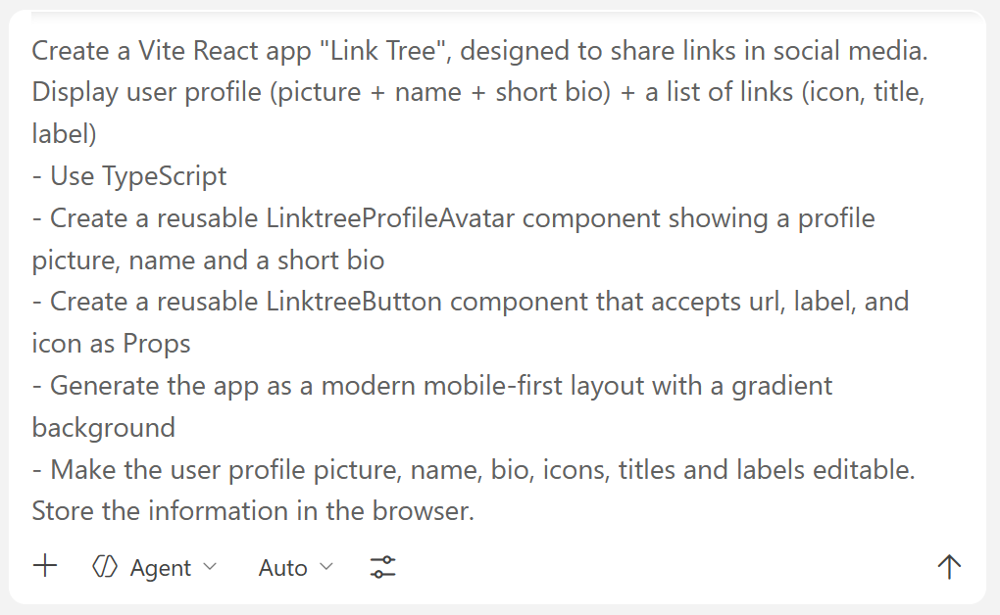 Create a Vite React app "Link Tree", designed to share links in social media.
Display user profile (picture + name + short bio) + a list of links (icon, title,
label)
- Use TypeScript
- Create a reusable LinktreeProfileAvatar component showing a profile
picture, name and a short bio
- Create a reusable LinktreeButton component that accepts url, label, and
icon as Props
- Generate the app as a modern mobile-first layout with a gradient
background
- Make the user profile picture, name, bio, icons, titles and labels editable.
Store the information in the browser.
Agent Auto